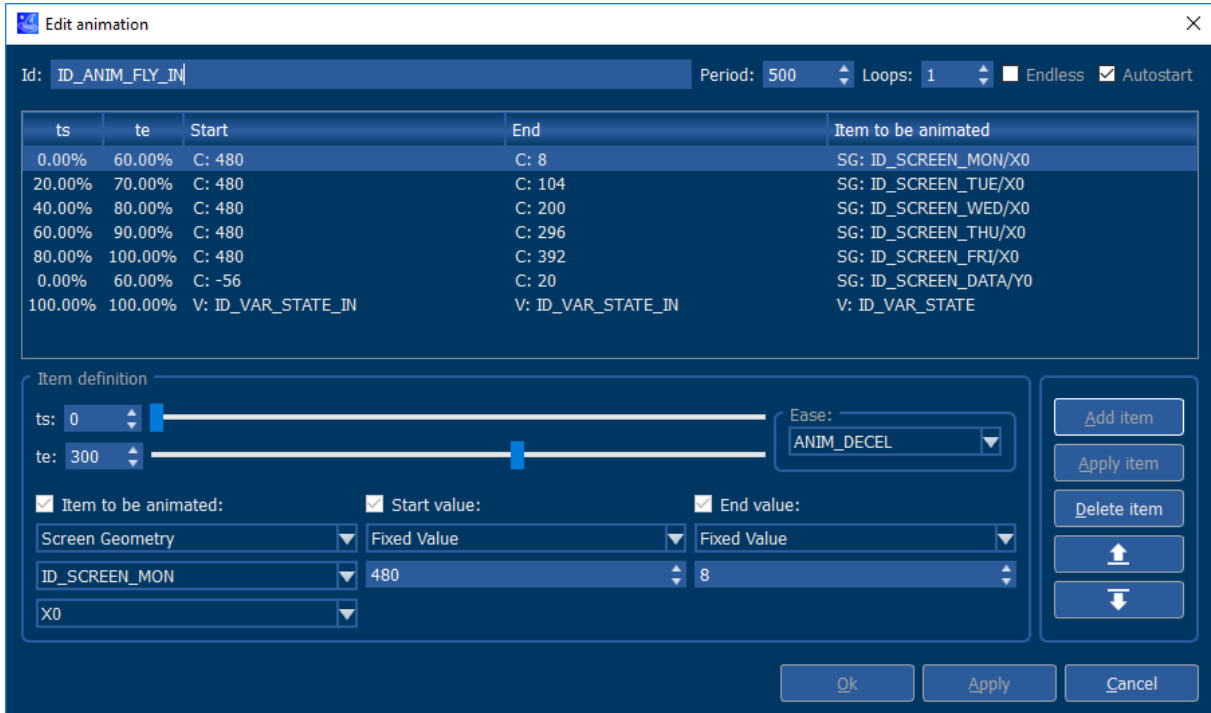 Edit animation
Id: ID_ANIM_FLY_IN Period: 500 Loops: 1 Endless Autostart
ts te Start End Item to be animated
0.00% 60.00% C: 480 C: 8 SG: ID_SCREEN_MON/X0
20.00% 70.00% C: 480 C: 104 SG: ID_SCREEN_TUE/X0
40.00% 80.00% C: 480 C: 200 SG: ID_SCREEN_WED/X0
60.00% 90.00% C: 480 C: 296 SG: ID_SCREEN_THU/X0
80.00% 100.00% C: 480 C: 392 SG: ID_SCREEN_FRI/X0
0.00% 60.00% C: -56 C: 20 SG: ID_SCREEN_DATA/Y0
100.00% 100.00% V: ID_VAR_STATE_IN V: ID_VAR_STATE_IN V: ID_VAR_STATE
Item definition
ts: 0
te: 300
Ease:
ANIM_DECEL
Item to be animated: Start value: End value:
Screen Geometry Fixed Value Fixed Value
ID_SCREEN_MON 480 8
X0
Add item
Apply item
Delete item
Ok Apply Cancel